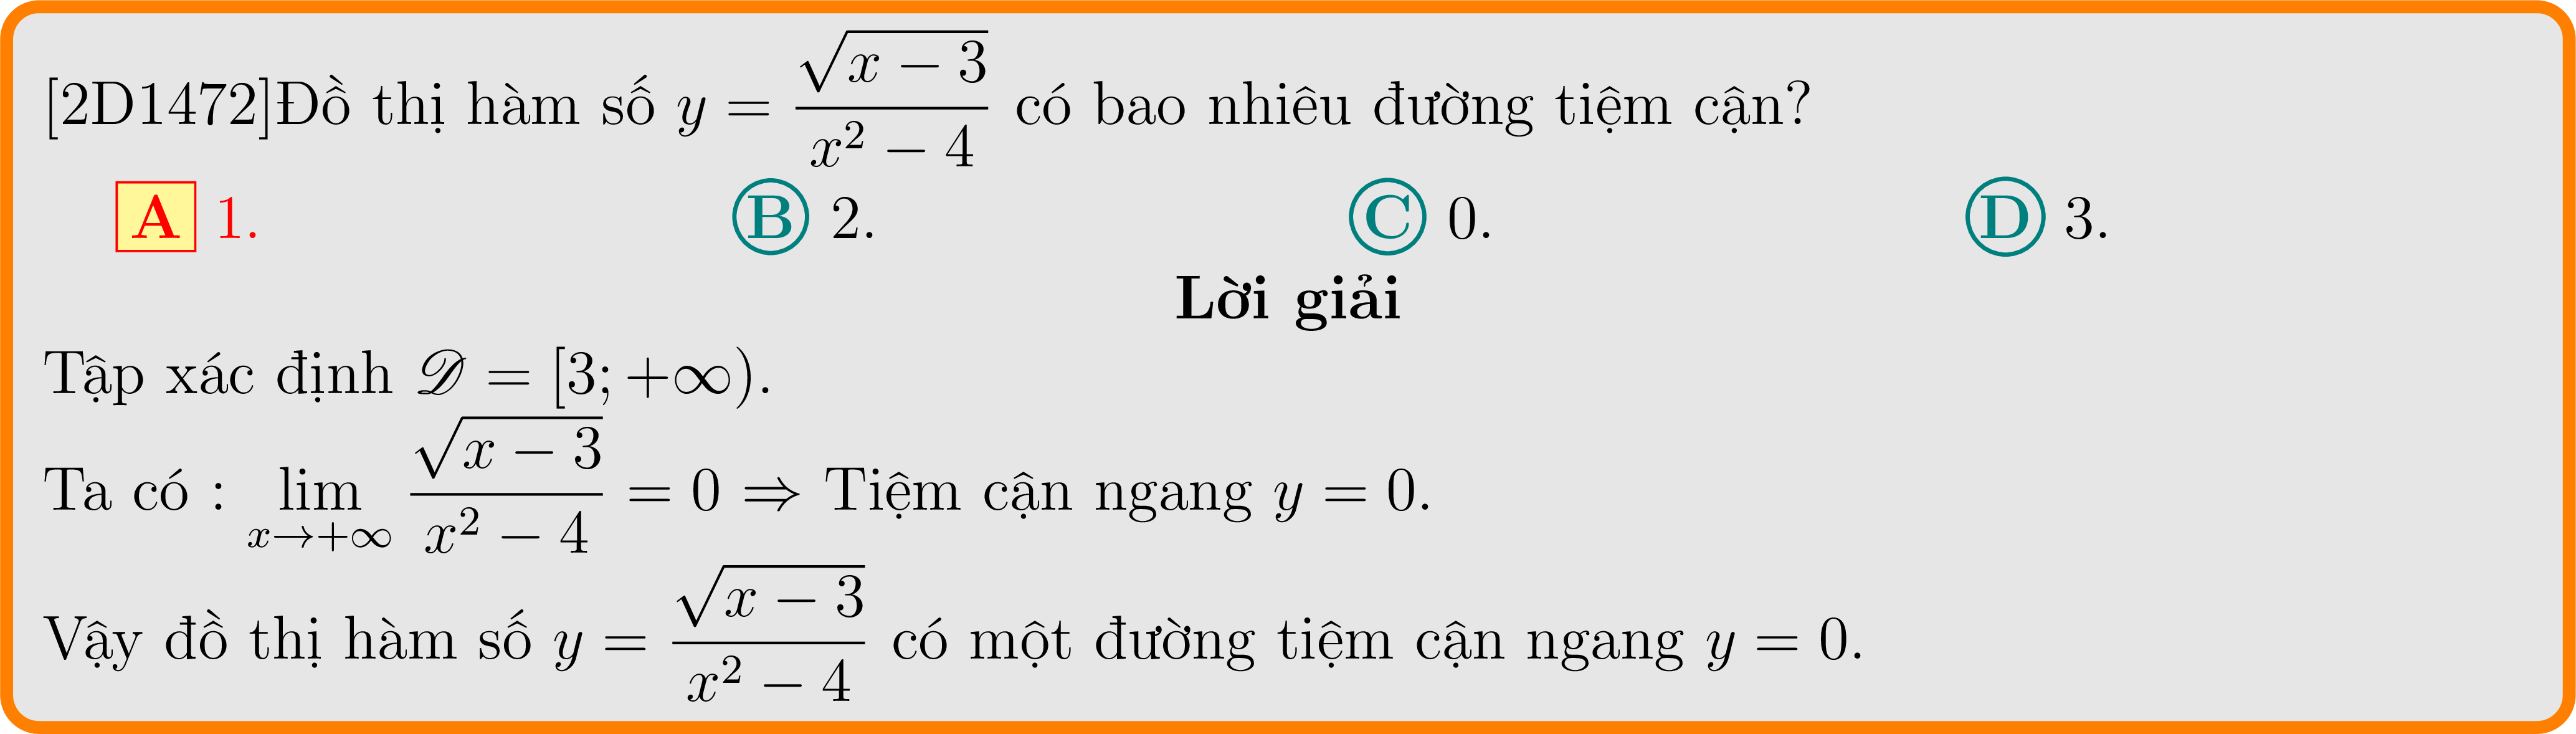 [2D1472]Đồ thị hàm số $y = \dfrac{\sqrt{x-3}}{x^2-4}$ có bao nhiêu đường tiệm cận?
A 1. B 2. C 0. D 3.
Lời giải
Tập xác định $\mathscr{D} = [3; +\infty)$.
Ta có : $\lim\limits_{x \to +\infty} \dfrac{\sqrt{x-3}}{x^2-4} = 0 \Rightarrow$ Tiệm cận ngang $y = 0$.
Vậy đồ thị hàm số $y = \dfrac{\sqrt{x-3}}{x^2-4}$ có một đường tiệm cận ngang $y = 0$.